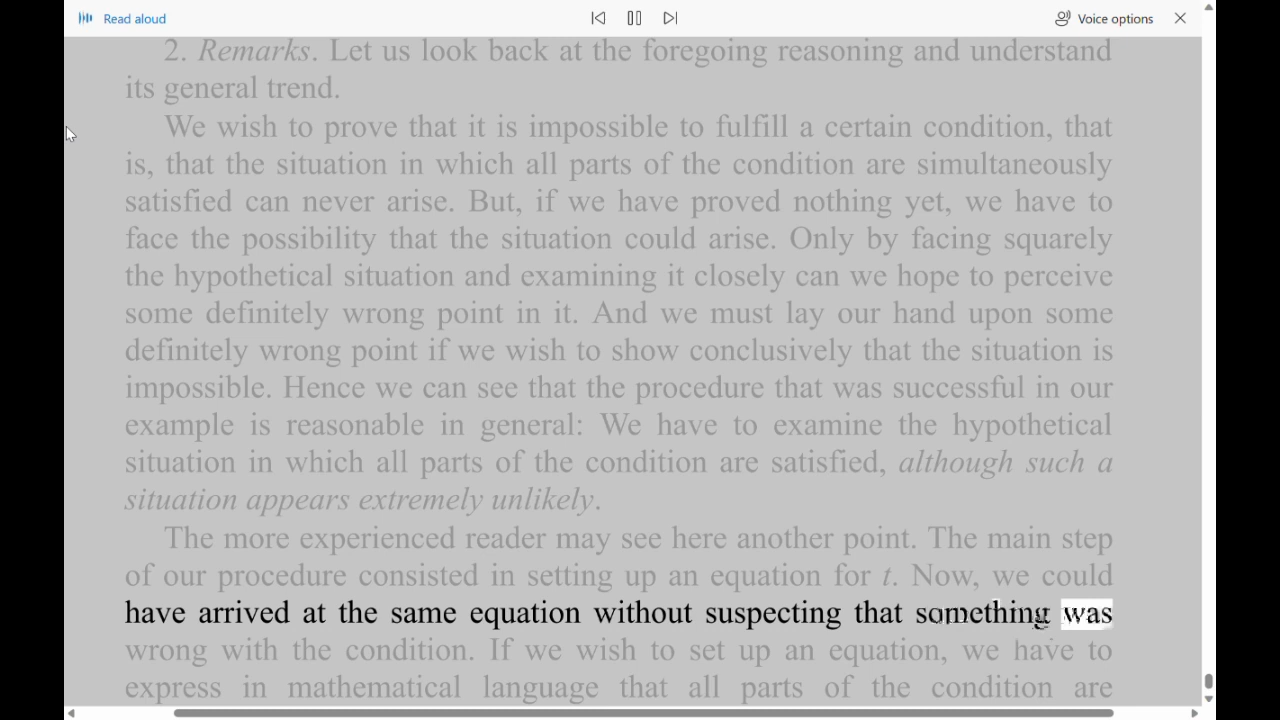 Read aloud
Voice options
2. Remarks. Let us look back at the foregoing reasoning and understand
its general trend.
We wish to prove that it is impossible to fulfill a certain condition, that
is, that the situation in which all parts of the condition are simultaneously
satisfied can never arise. But, if we have proved nothing yet, we have to
face the possibility that the situation could arise. Only by facing squarely
the hypothetical situation and examining it closely can we hope to perceive
some definitely wrong point in it. And we must lay our hand upon some
definitely wrong point if we wish to show conclusively that the situation is
impossible. Hence we can see that the procedure that was successful in our
example is reasonable in general: We have to examine the hypothetical
situation in which all parts of the condition are satisfied, although such a
situation appears extremely unlikely.
The more experienced reader may see here another point. The main step
of our procedure consisted in setting up an equation for t. Now, we could
have arrived at the same equation without suspecting that something was
wrong with the condition. If we wish to set up an equation, we have to
express in mathematical language that all parts of the condition are